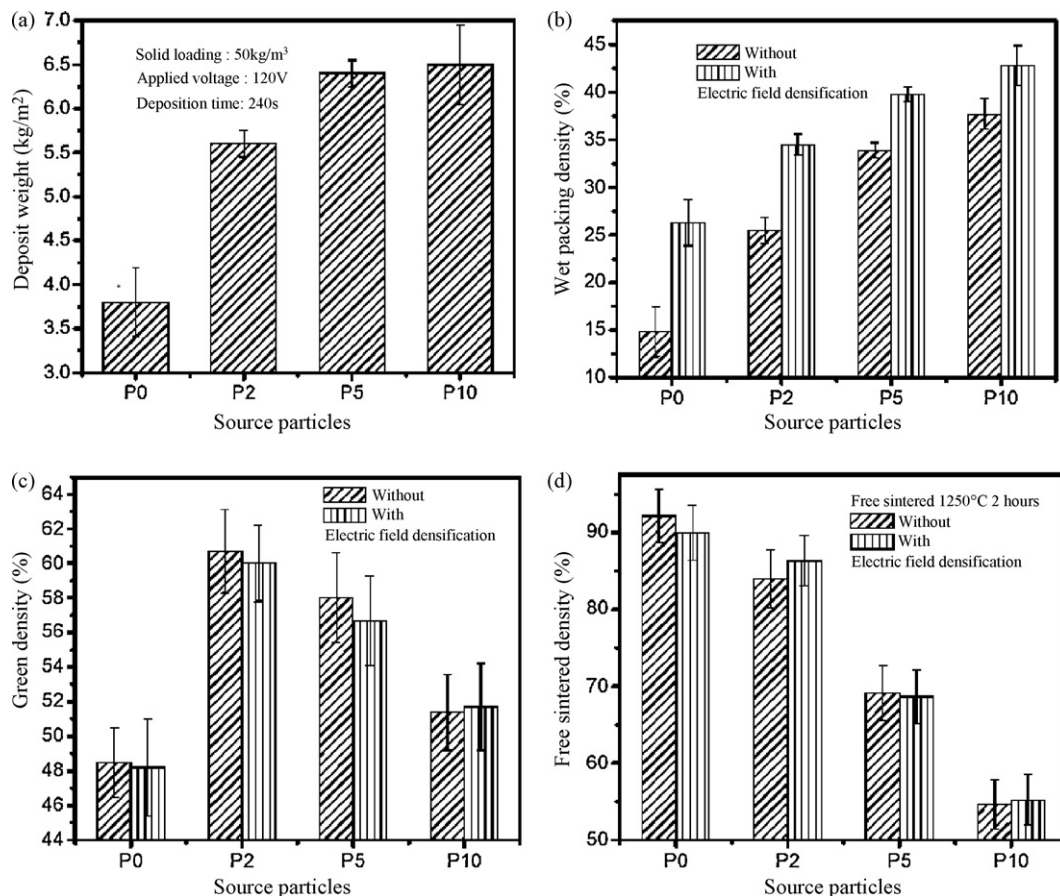 (a)
7.0
6.5
6.0
5.5
5.0
4.5
4.0
3.5
3.0
Deposit weight (kg/m²)
Solid loading : 50kg/m³
Applied voltage : 120V
Deposition time: 240s
P0 P2 P5 P10
Source particles
(b)
45
40
35
30
25
20
15
10
Wet packing density (%)
Without
With
Electric field densification
P0 P2 P5 P10
Source particles
(c)
64
62
60
58
56
54
52
50
48
46
44
Green density (%)
Without
With
Electric field densification
P0 P2 P5 P10
Source particles
(d)
90
80
70
60
50
Free sintered density (%)
Free sintered 1250°C 2 hours
Without
With
Electric field densification
P0 P2 P5 P10
Source particles